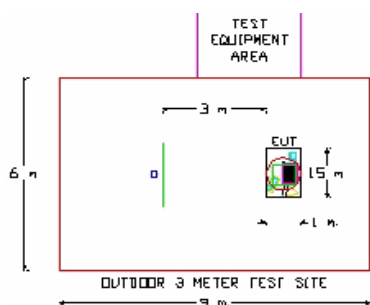 TEST
EQUIPMENT
AREA
3 m
EUT
6 m
1.5 m
1 m
OUTDOOR 3 METER TEST SITE
9 m